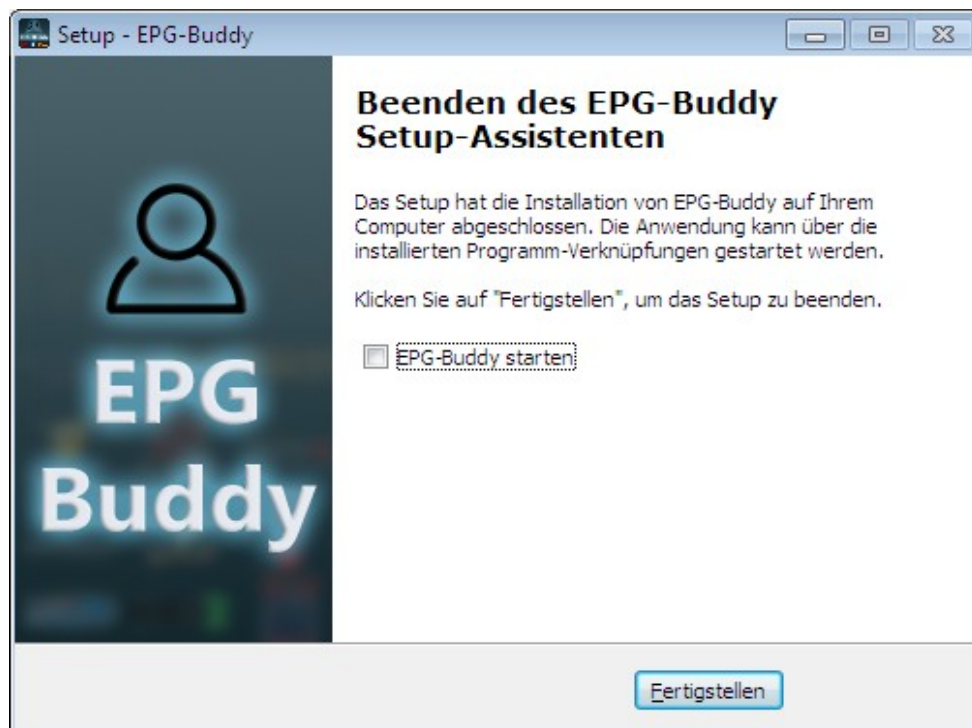 Setup - EPG-Buddy
Beenden des EPG-Buddy
Setup-Assistenten
Das Setup hat die Installation von EPG-Buddy auf Ihrem
Computer abgeschlossen. Die Anwendung kann über die
installierten Programm-Verknüpfungen gestartet werden.
Klicken Sie auf "Fertigstellen", um das Setup zu beenden.
EPG-Buddy starten
EPG
Buddy
Fertigstellen